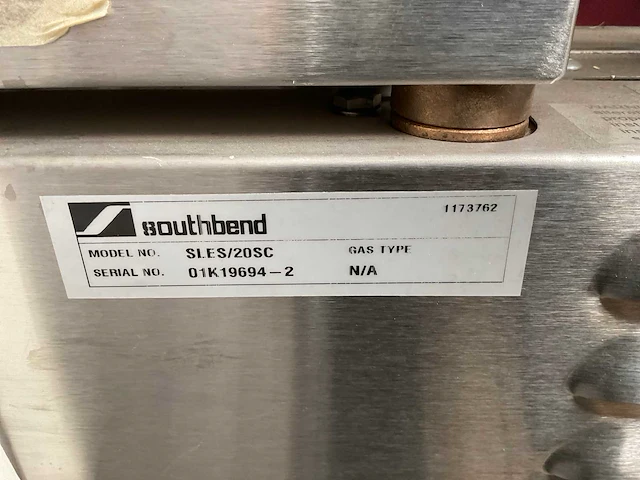 southbend
1173762
MODEL NO. SLES/20SC GAS TYPE
SERIAL NO. 01K19694-2 N/A